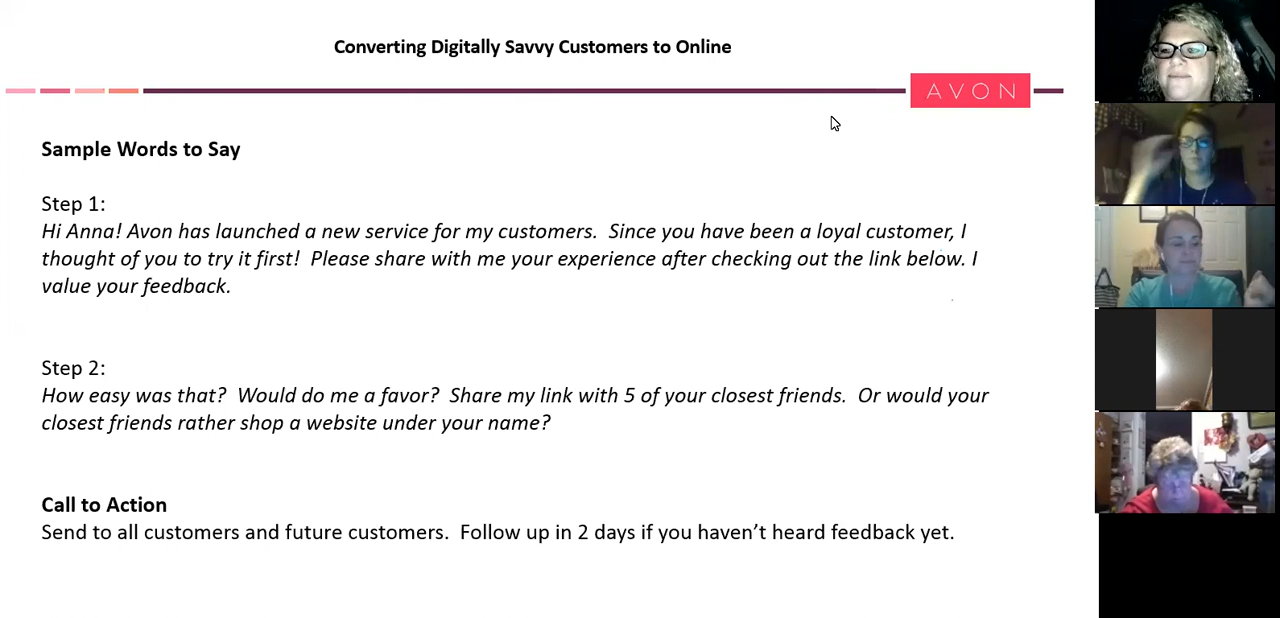 Converting Digitally Savvy Customers to Online
AVON
Sample Words to Say
Step 1:
Hi Anna! Avon has launched a new service for my customers.  Since you have been a loyal customer, I
thought of you to try it first!  Please share with me your experience after checking out the link below. I
value your feedback.
Step 2:
How easy was that?  Would do me a favor?  Share my link with 5 of your closest friends.  Or would your
closest friends rather shop a website under your name?
Call to Action
Send to all customers and future customers.  Follow up in 2 days if you haven’t heard feedback yet.